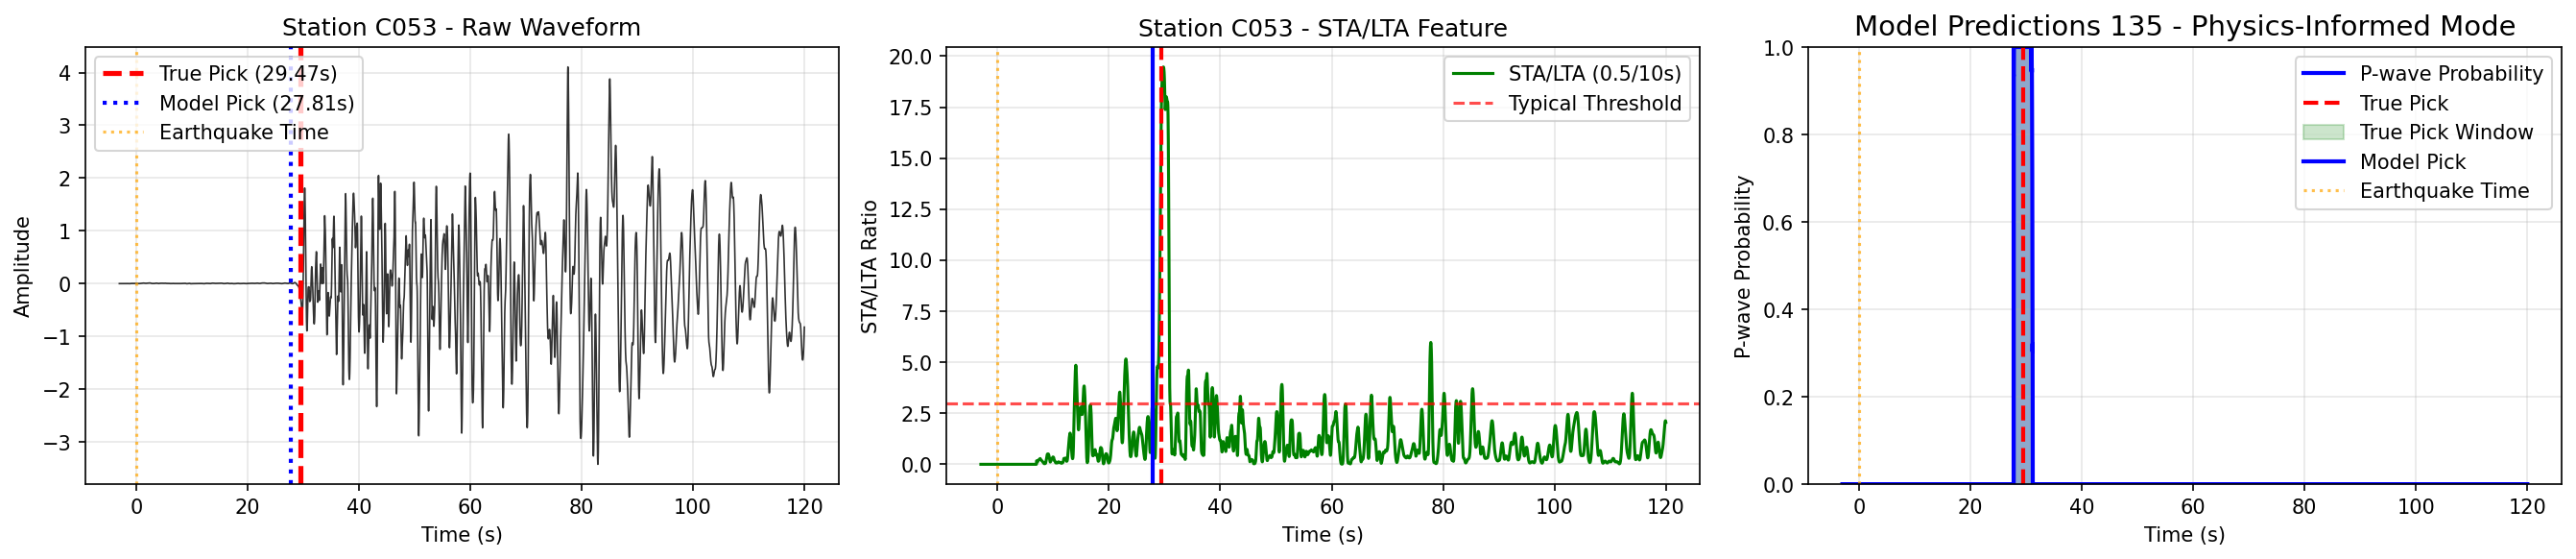 Station C053 - Raw Waveform
True Pick (29.47s)
Model Pick (27.81s)
Earthquake Time
4
3
2
1
0
−1
−2
−3
Amplitude
0
20
40
60
80
100
120
Time (s)
Station C053 - STA/LTA Feature
STA/LTA (0.5/10s)
Typical Threshold
20.0
17.5
15.0
12.5
10.0
7.5
5.0
2.5
0.0
STA/LTA Ratio
0
20
40
60
80
100
120
Time (s)
Model Predictions 135 - Physics-Informed Mode
P-wave Probability
True Pick
True Pick Window
Model Pick
Earthquake Time
1.0
0.8
0.6
0.4
0.2
0.0
P-wave Probability
0
20
40
60
80
100
120
Time (s)